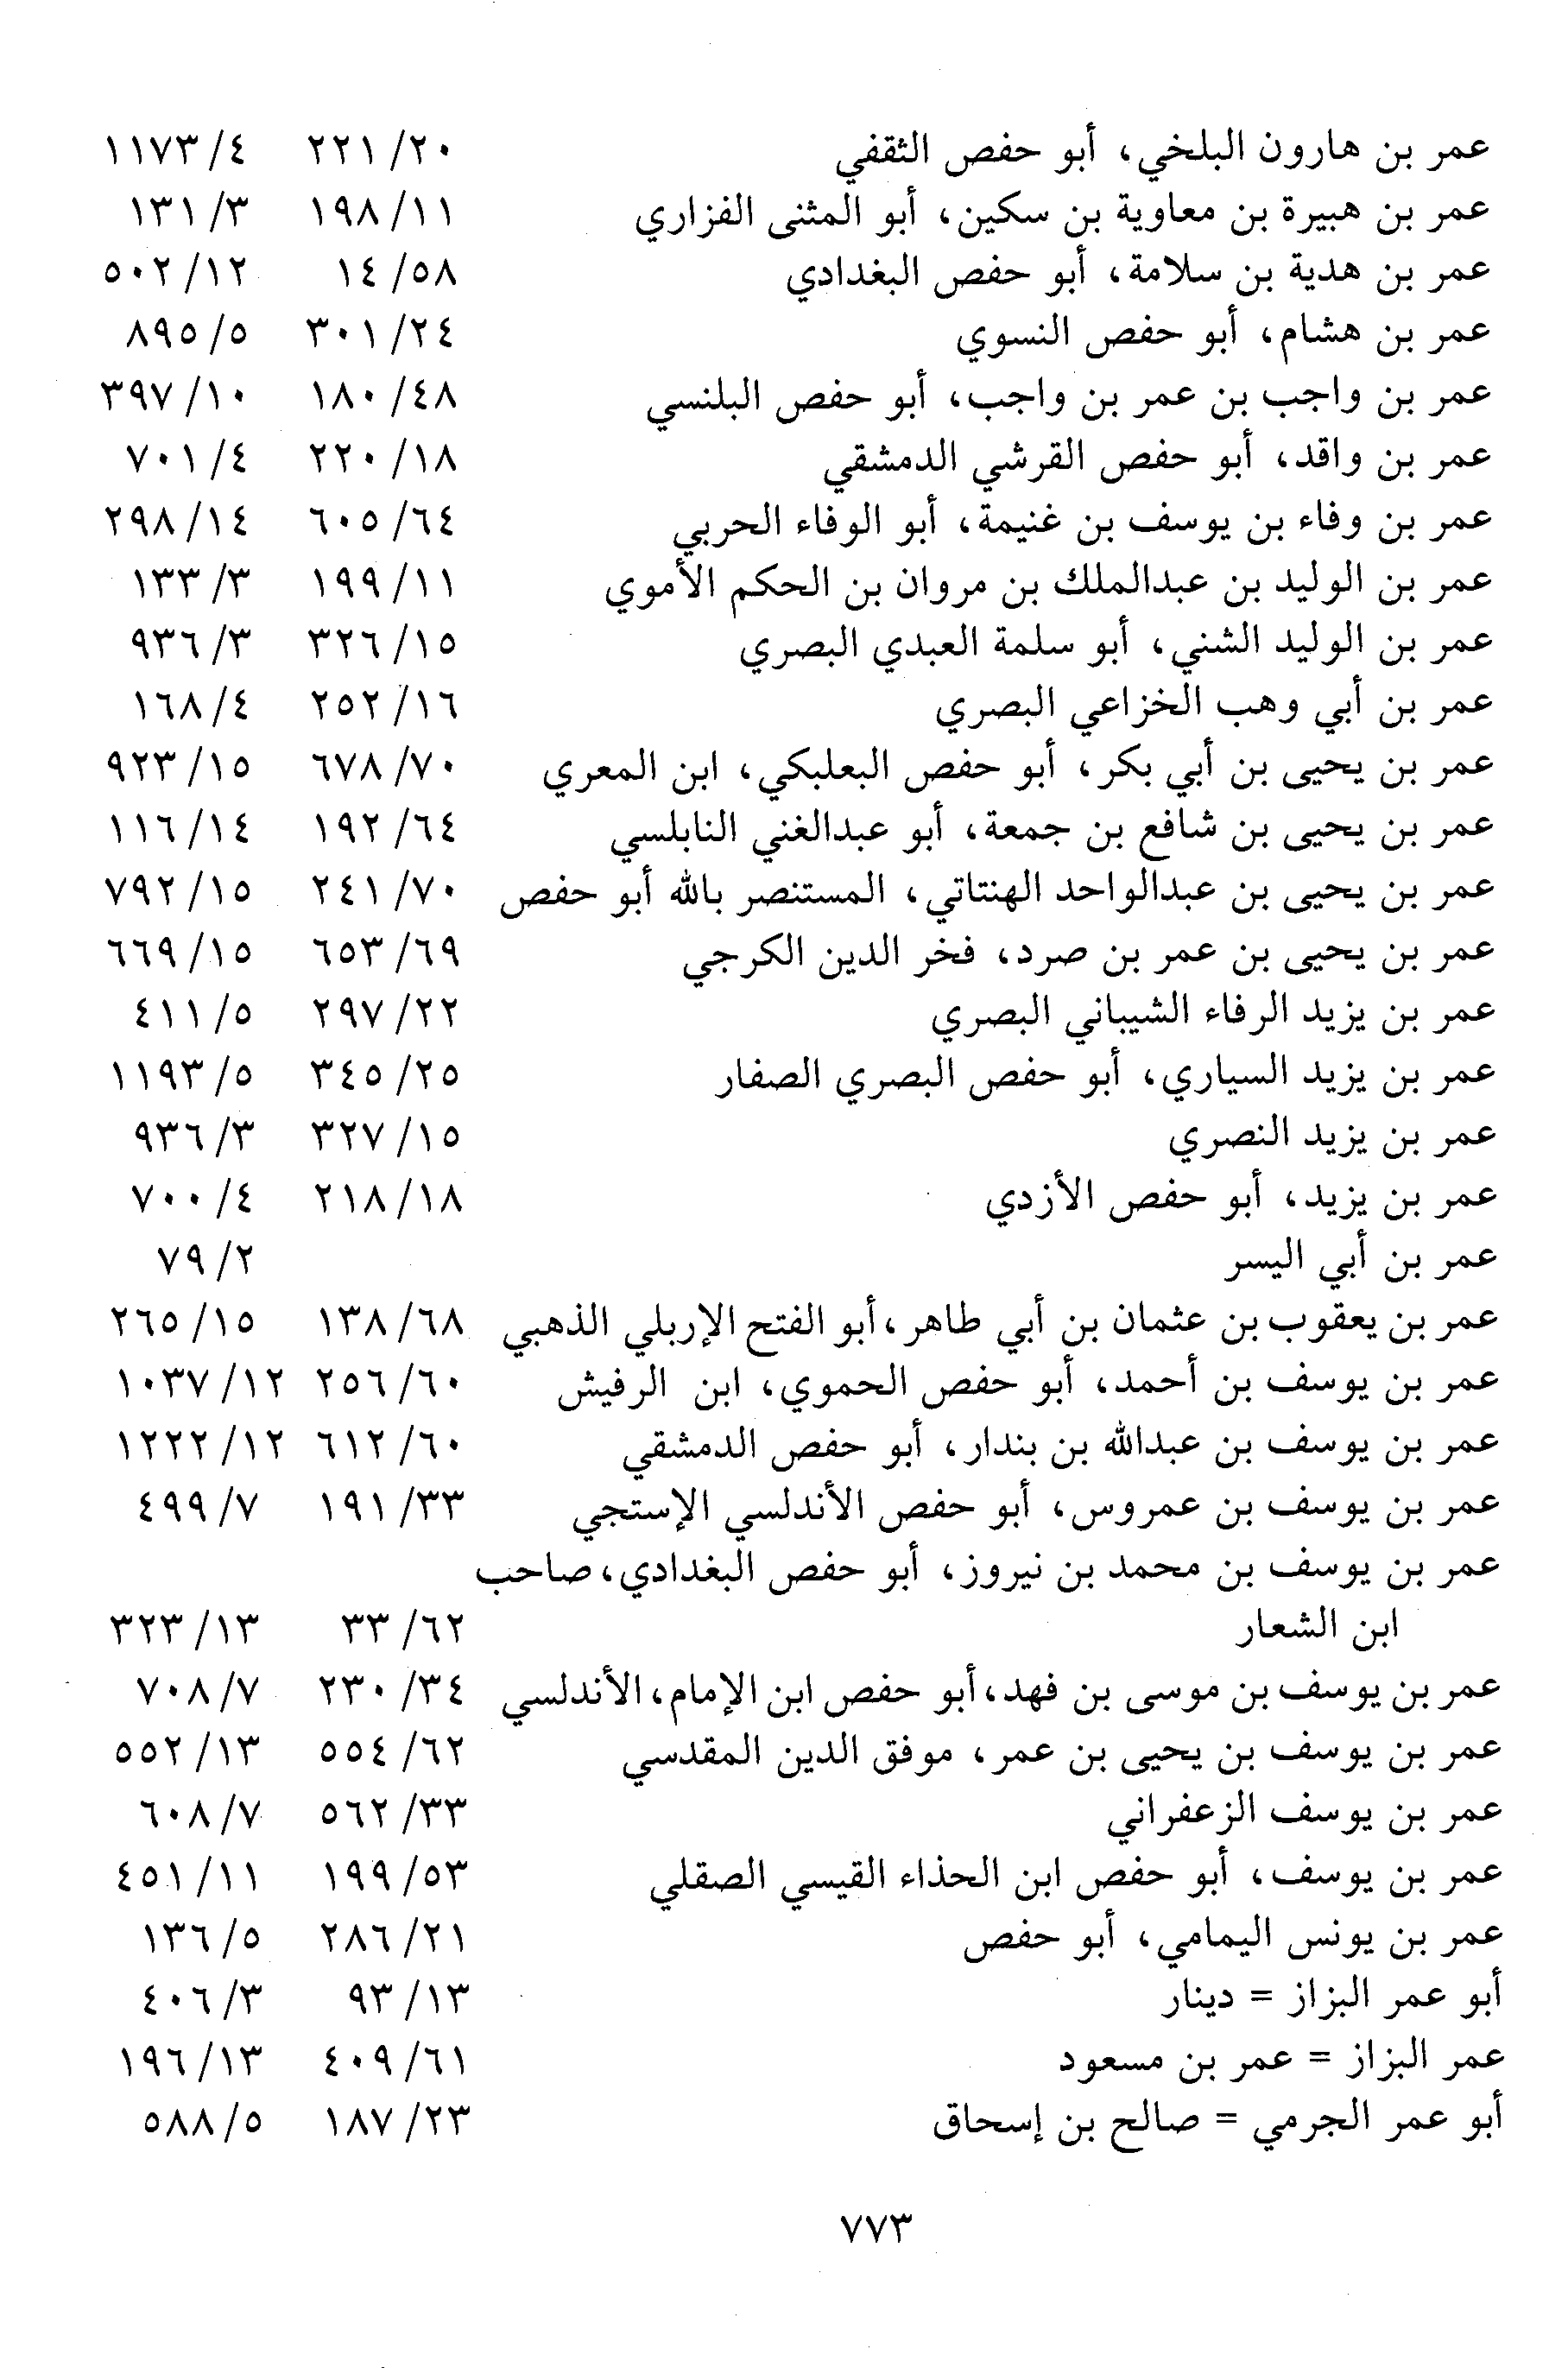 عمر بن هارون البلخي، أبو حفص الثقفي ٢٢١/٢٠ ١١٧٣/٤
عمر بن هبيرة بن معاوية بن سكين، أبو المثنى الفزاري ١٩٨/١١ ١٣١/٣
عمر بن هدية بن سلامة، أبو حفص البغدادي ١٤/٥٨ ٥٠٢/١٢
عمر بن هشام، أبو حفص النسوي ٣٠١/٢٤ ٨٩٥/٥
عمر بن واجب بن عمر بن واجب، أبو حفص البلنسي ١٨٠/٤٨ ٣٩٧/١٠
عمر بن واقد، أبو حفص القرشي الدمشقي ٢٢٠/١٨ ٧٠١/٤
عمر بن وفاء بن يوسف بن غنيمة، أبو الوفاء الحربي ٦٠٥/٦٤ ٢٩٨/١٤
عمر بن الوليد بن عبدالملك بن مروان بن الحكم الأموي ١٩٩/١١ ١٣٣/٣
عمر بن الوليد الشني، أبو سلمة العبدي البصري ٣٢٦/١٥ ٩٣٦/٣
عمر بن أبي وهب الخزاعي البصري ٢٥٢/١٦ ١٦٨/٤
عمر بن يحيى بن أبي بكر، أبو حفص البعلبكي، ابن المعري ٦٧٨/٧٠ ٩٢٣/١٥
عمر بن يحيى بن شافع بن جمعة، أبو عبدالغني النابلسي ١٩٢/٦٤ ١١٦/١٤
عمر بن يحيى بن عبدالواحد الهنتاتي، المستنصر بالله أبو حفص ٢٤١/٧٠ ٧٩٢/١٥
عمر بن يحيى بن عمر بن صرد، فخر الدين الكرجي ٦٥٣/٦٩ ٦٦٩/١٥
عمر بن يزيد الرفاء الشيباني البصري ٢٩٧/٢٢ ٤١١/٥
عمر بن يزيد السياري، أبو حفص البصري الصفار ٣٤٥/٢٥ ١١٩٣/٥
عمر بن يزيد النصري ٣٢٧/١٥ ٩٣٦/٣
عمر بن يزيد، أبو حفص الأزدي ٢١٨/١٨ ٧٠٠/٤
عمر بن أبي اليسر ٧٩/٢
عمر بن يعقوب بن عثمان بن أبي طاهر، أبو الفتح الإربلي الذهبي ١٣٨/٦٨ ٢٦٥/١٥
عمر بن يوسف بن أحمد، أبو حفص الحموي، ابن الرفيش ٢٥٦/٦٠ ١٠٣٧/١٢
عمر بن يوسف بن عبدالله بن بندار، أبو حفص الدمشقي ٦١٢/٦٠ ١٢٢٢/١٢
عمر بن يوسف بن عمروس، أبو حفص الأندلسي الإستجي ١٩١/٣٣ ٤٩٩/٧
عمر بن يوسف بن محمد بن نيروز، أبو حفص البغدادي، صاحب
ابن الشعار ٣٣/٦٢ ٣٢٣/١٣
عمر بن يوسف بن موسى بن فهد، أبو حفص ابن الإمام، الأندلسي ٢٣٠/٣٤ ٧٠٨/٧
عمر بن يوسف بن يحيى بن عمر، موفق الدين المقدسي ٥٥٤/٦٢ ٥٥٢/١٣
عمر بن يوسف الزعفراني ٥٦٢/٣٣ ٦٠٨/٧
عمر بن يوسف، أبو حفص ابن الحذاء القيسي الصقلي ١٩٩/٥٣ ٤٥١/١١
عمر بن يونس اليمامي، أبو حفص ٢٨٦/٢١ ١٣٦/٥
أبو عمر البزاز = دينار ٩٣/١٣ ٤٠٦/٣
عمر البزاز = عمر بن مسعود ٤٠٩/٦١ ١٩٦/١٣
أبو عمر الجرمي = صالح بن إسحاق ١٨٧/٢٣ ٥٨٨/٥
٧٧٣